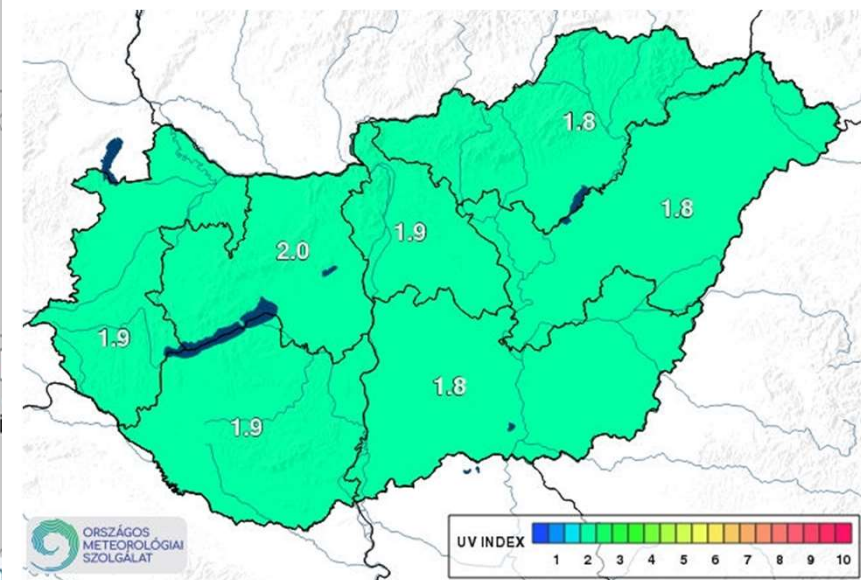 1.8
1.8
1.9
2.0
1.9
1.8
1.9
ORSZÁGOS
METEOROLÓGIAI
SZOLGÁLAT
UV INDEX
1 2 3 4 5 6 7 8 9 10